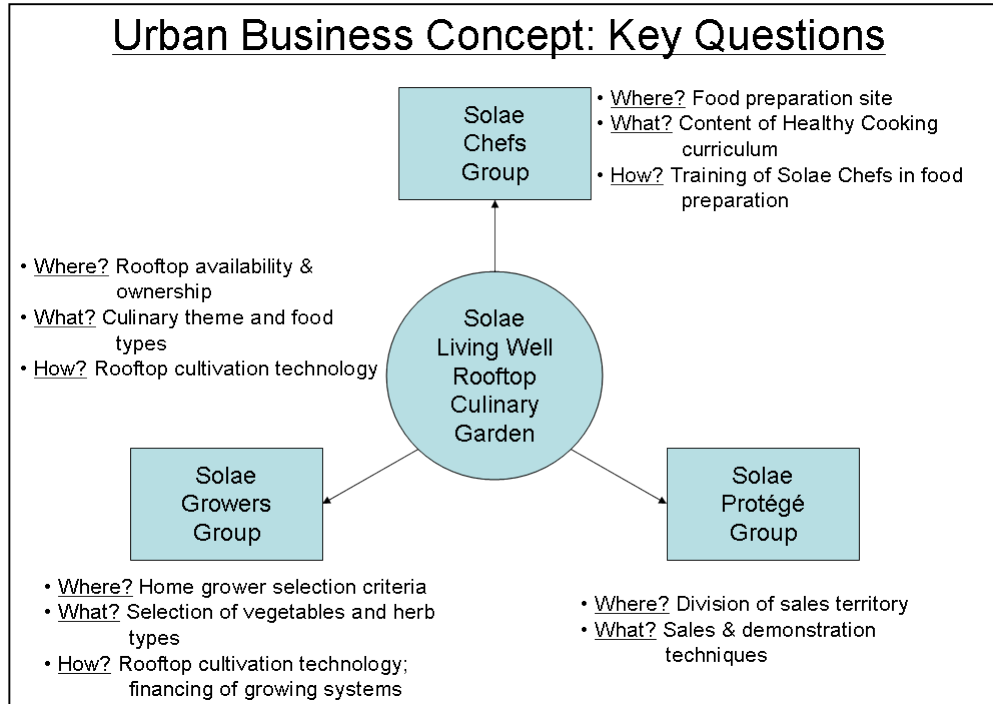 Urban Business Concept: Key Questions
Solae
Chefs
Group
• Where? Food preparation site
• What? Content of Healthy Cooking
curriculum
• How? Training of Solae Chefs in food
preparation
• Where? Rooftop availability &
ownership
• What? Culinary theme and food
types
• How? Rooftop cultivation technology
Solae
Living Well
Rooftop
Culinary
Garden
Solae
Growers
Group
• Where? Home grower selection criteria
• What? Selection of vegetables and herb
types
• How? Rooftop cultivation technology;
financing of growing systems
Solae
Protégé
Group
• Where? Division of sales territory
• What? Sales & demonstration
techniques